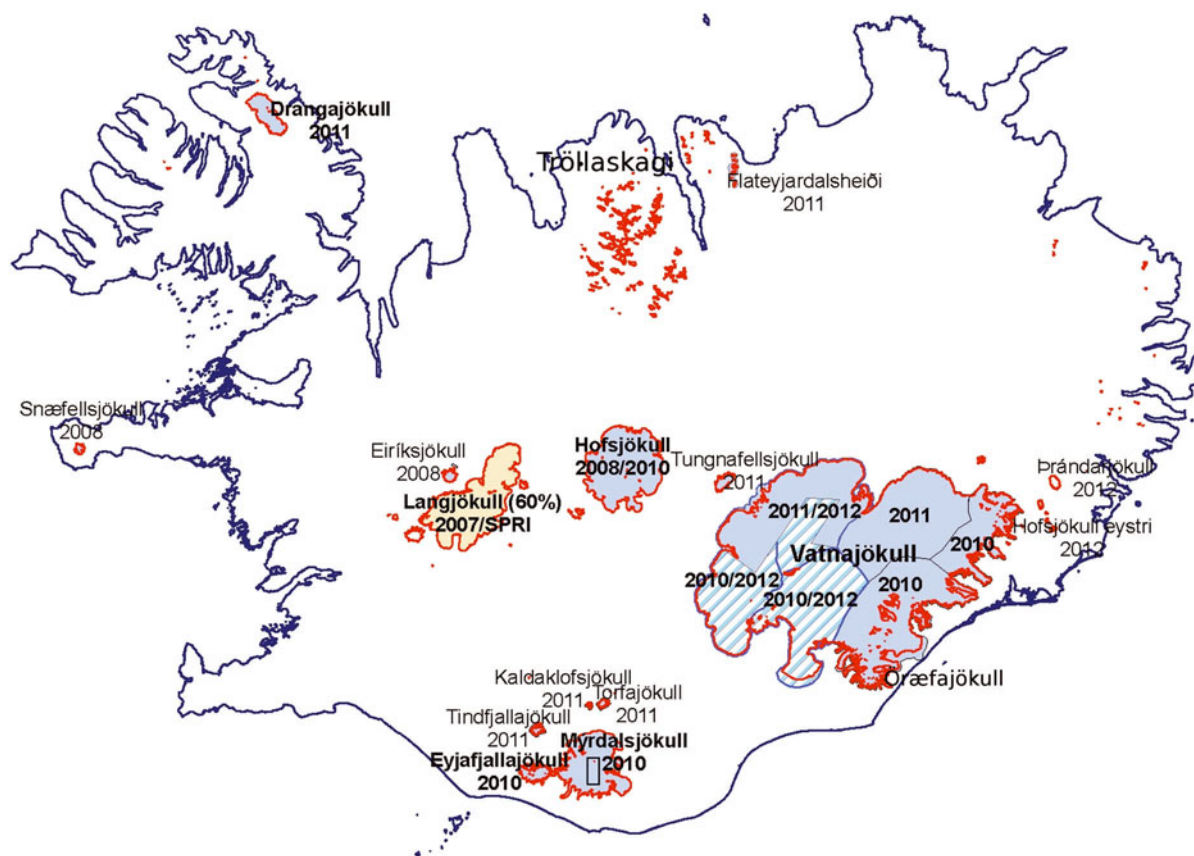 Drangajökull
2011
Tröllaskagi
Flateyjardalsheiði
2011
Snæfellsjökull
2008
Eiríksjökull
2008
Langjökull (60%)
2007/SPRI
Hofsjökull
2008/2010
Tungnafellsjökull
2011
Þrándarjökull
2012
Hofsjökull eystri
2012
2011/2012
2011
Vatnajökull
2010
2010/2012
2010/2012
2010
Öræfajökull
Kaldaklofsjökull
2011
Torfajökull
2011
Tindfjallajökull
2011
Myrdalsjökull
2010
Eyjafjallajökull
2010